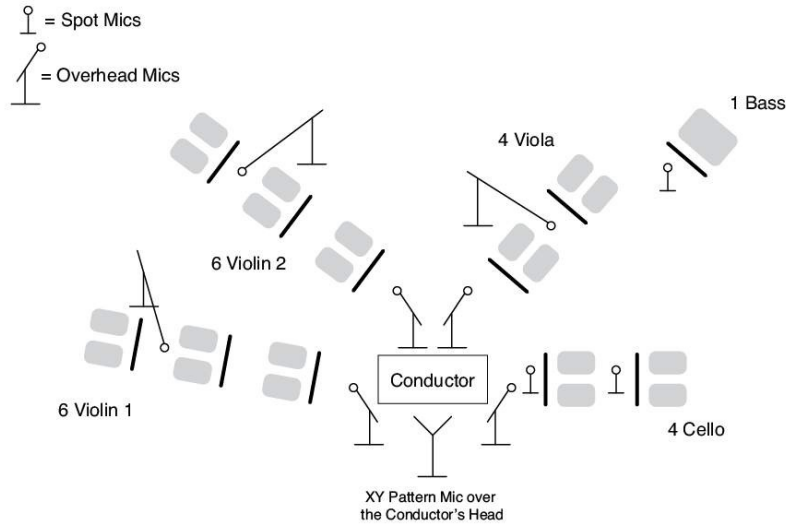 = Spot Mics
= Overhead Mics
1 Bass
4 Viola
6 Violin 2
Conductor
6 Violin 1
4 Cello
XY Pattern Mic over
the Conductor's Head